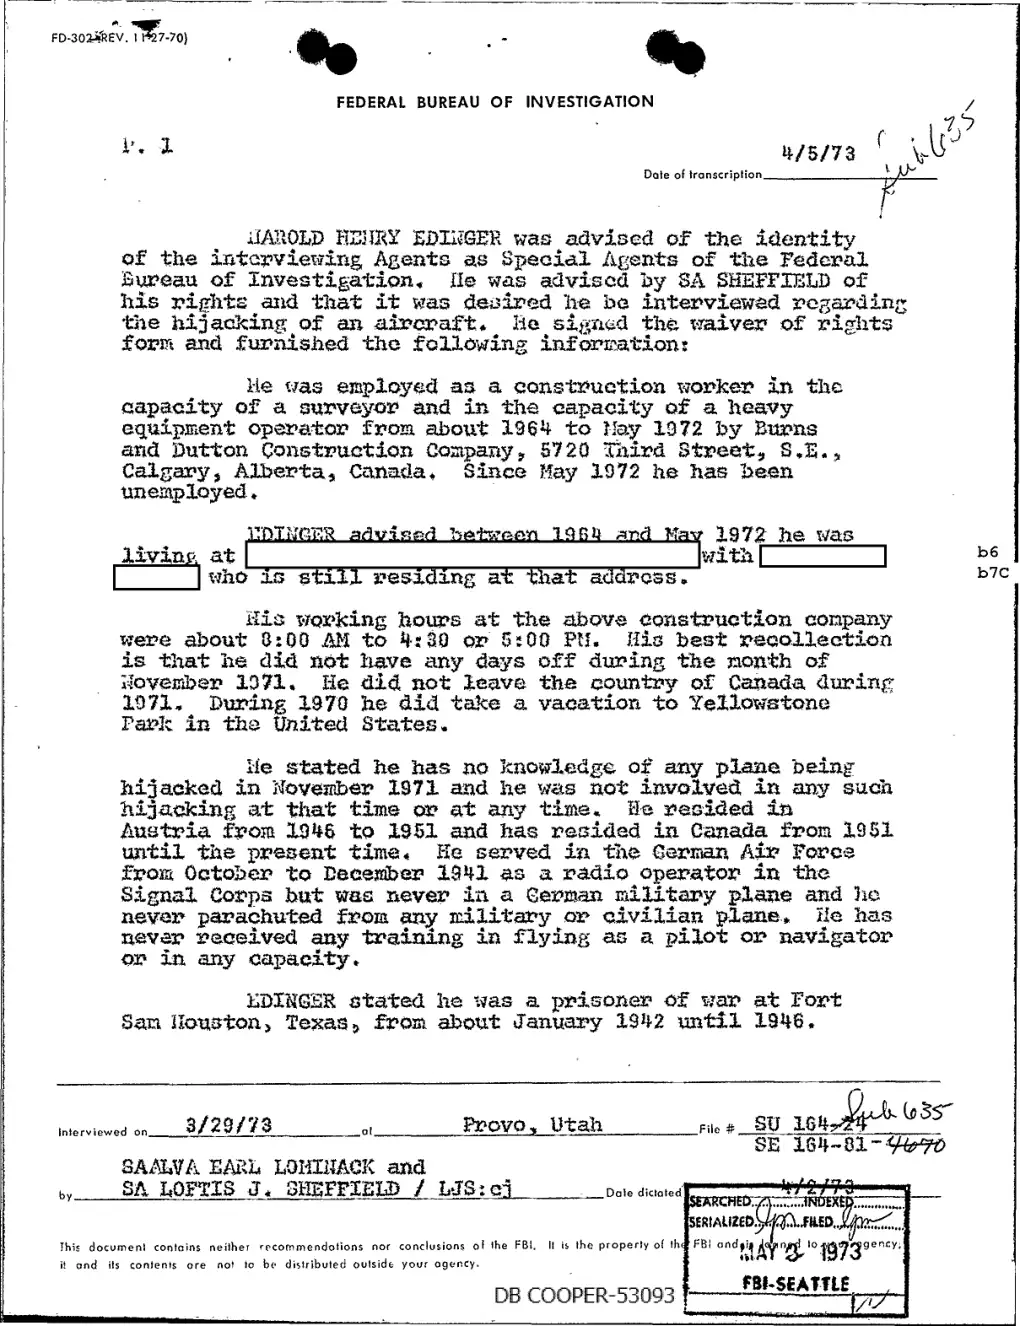 FD-302 (REV. 11-27-70)
FEDERAL BUREAU OF INVESTIGATION
P. 1
4/5/73
Date of transcription
Sub 635
HAROLD HENRY EDINGER was advised of the identity
of the interviewing Agents as Special Agents of the Federal
Bureau of Investigation. He was advised by SA SHEFFIELD of
his rights and that it was desired he be interviewed regarding
the hijacking of an aircraft. He signed the waiver of rights
form and furnished the following information:
He was employed as a construction worker in the
capacity of a surveyor and in the capacity of a heavy
equipment operator from about 1964 to May 1972 by Burns
and Dutton Construction Company, 5720 Third Street, S.E.,
Calgary, Alberta, Canada. Since May 1972 he has been
unemployed.
EDINGER advised between 1964 and May 1972 he was
living at with
who is still residing at that address.
b6
b7C
His working hours at the above construction company
were about 8:00 AM to 4:30 or 5:00 PM. His best recollection
is that he did not have any days off during the month of
November 1971. He did not leave the country of Canada during
1971. During 1970 he did take a vacation to Yellowstone
Park in the United States.
He stated he has no knowledge of any plane being
hijacked in November 1971 and he was not involved in any such
hijacking at that time or at any time. He resided in
Austria from 1946 to 1951 and has resided in Canada from 1951
until the present time. He served in the German Air Force
from October to December 1941 as a radio operator in the
Signal Corps but was never in a German military plane and he
never parachuted from any military or civilian plane. He has
never received any training in flying as a pilot or navigator
or in any capacity.
EDINGER stated he was a prisoner of war at Fort
San Houston, Texas, from about January 1942 until 1946.
Sub 635
Interviewed on 3/29/73 at Provo, Utah File # SU 164-24
SE 164-81-4670
SAALVA EARL LOMINACK and
by SA LOFTIS J. SHEFFIELD / LJS:cj Date dictated 4/2/73
SEARCHED INDEXED
SERIALIZED FILED
This document contains neither recommendations nor conclusions of the FBI. It is the property of the FBI and is loaned to your agency;
it and its contents are not to be distributed outside your agency.
MAY 2 1973
FBI-SEATTLE
DB COOPER-53093